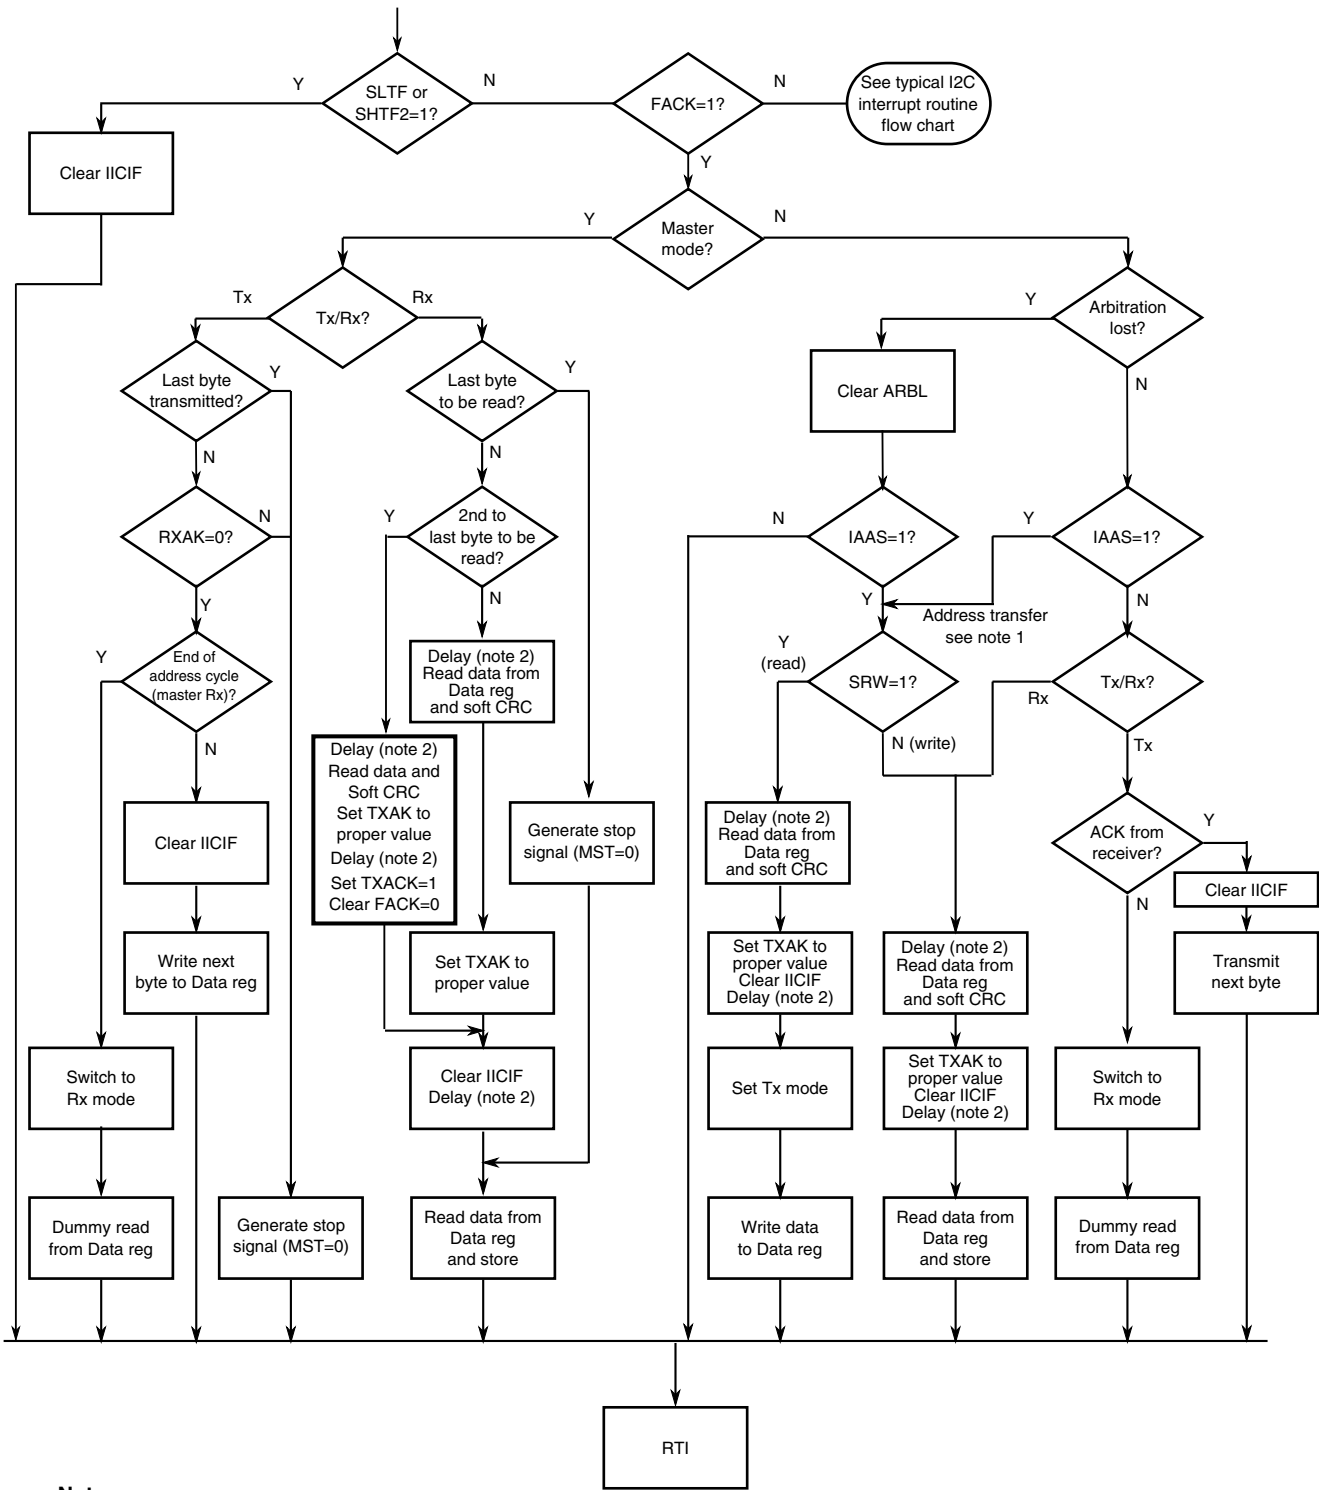 Y
SLTF or
SHTF2=1?
N
FACK=1?
N
See typical I2C
interrupt routine
flow chart
Clear IICIF
Y
Y
Master
mode?
N
Tx
Tx/Rx?
Rx
Y
Arbitration
lost?
N
Last byte
transmitted?
Y
N
Last byte
to be read?
Y
N
Clear ARBL
RXAK=0?
N
Y
Y
2nd to
last byte to be
read?
N
N
IAAS=1?
Y
Y
IAAS=1?
N
Address transfer
see note 1
Y
End of
address cycle
(master Rx)?
N
Delay (note 2)
Read data from
Data reg
and soft CRC
Y
(read)
SRW=1?
N (write)
Rx
Tx/Rx?
Tx
Delay (note 2)
Read data and
Soft CRC
Set TXAK to
proper value
Delay (note 2)
Set TXACK=1
Clear FACK=0
Clear IICIF
Generate stop
signal (MST=0)
Delay (note 2)
Read data from
Data reg
and soft CRC
ACK from
receiver?
Y
N
Clear IICIF
Write next
byte to Data reg
Set TXAK to
proper value
Set TXAK to
proper value
Clear IICIF
Delay (note 2)
Delay (note 2)
Read data from
Data reg
and soft CRC
Transmit
next byte
Switch to
Rx mode
Clear IICIF
Delay (note 2)
Set Tx mode
Set TXAK to
proper value
Clear IICIF
Delay (note 2)
Switch to
Rx mode
Dummy read
from Data reg
Generate stop
signal (MST=0)
Read data from
Data reg
and store
Write data
to Data reg
Read data from
Data reg
and store
Dummy read
from Data reg
RTI